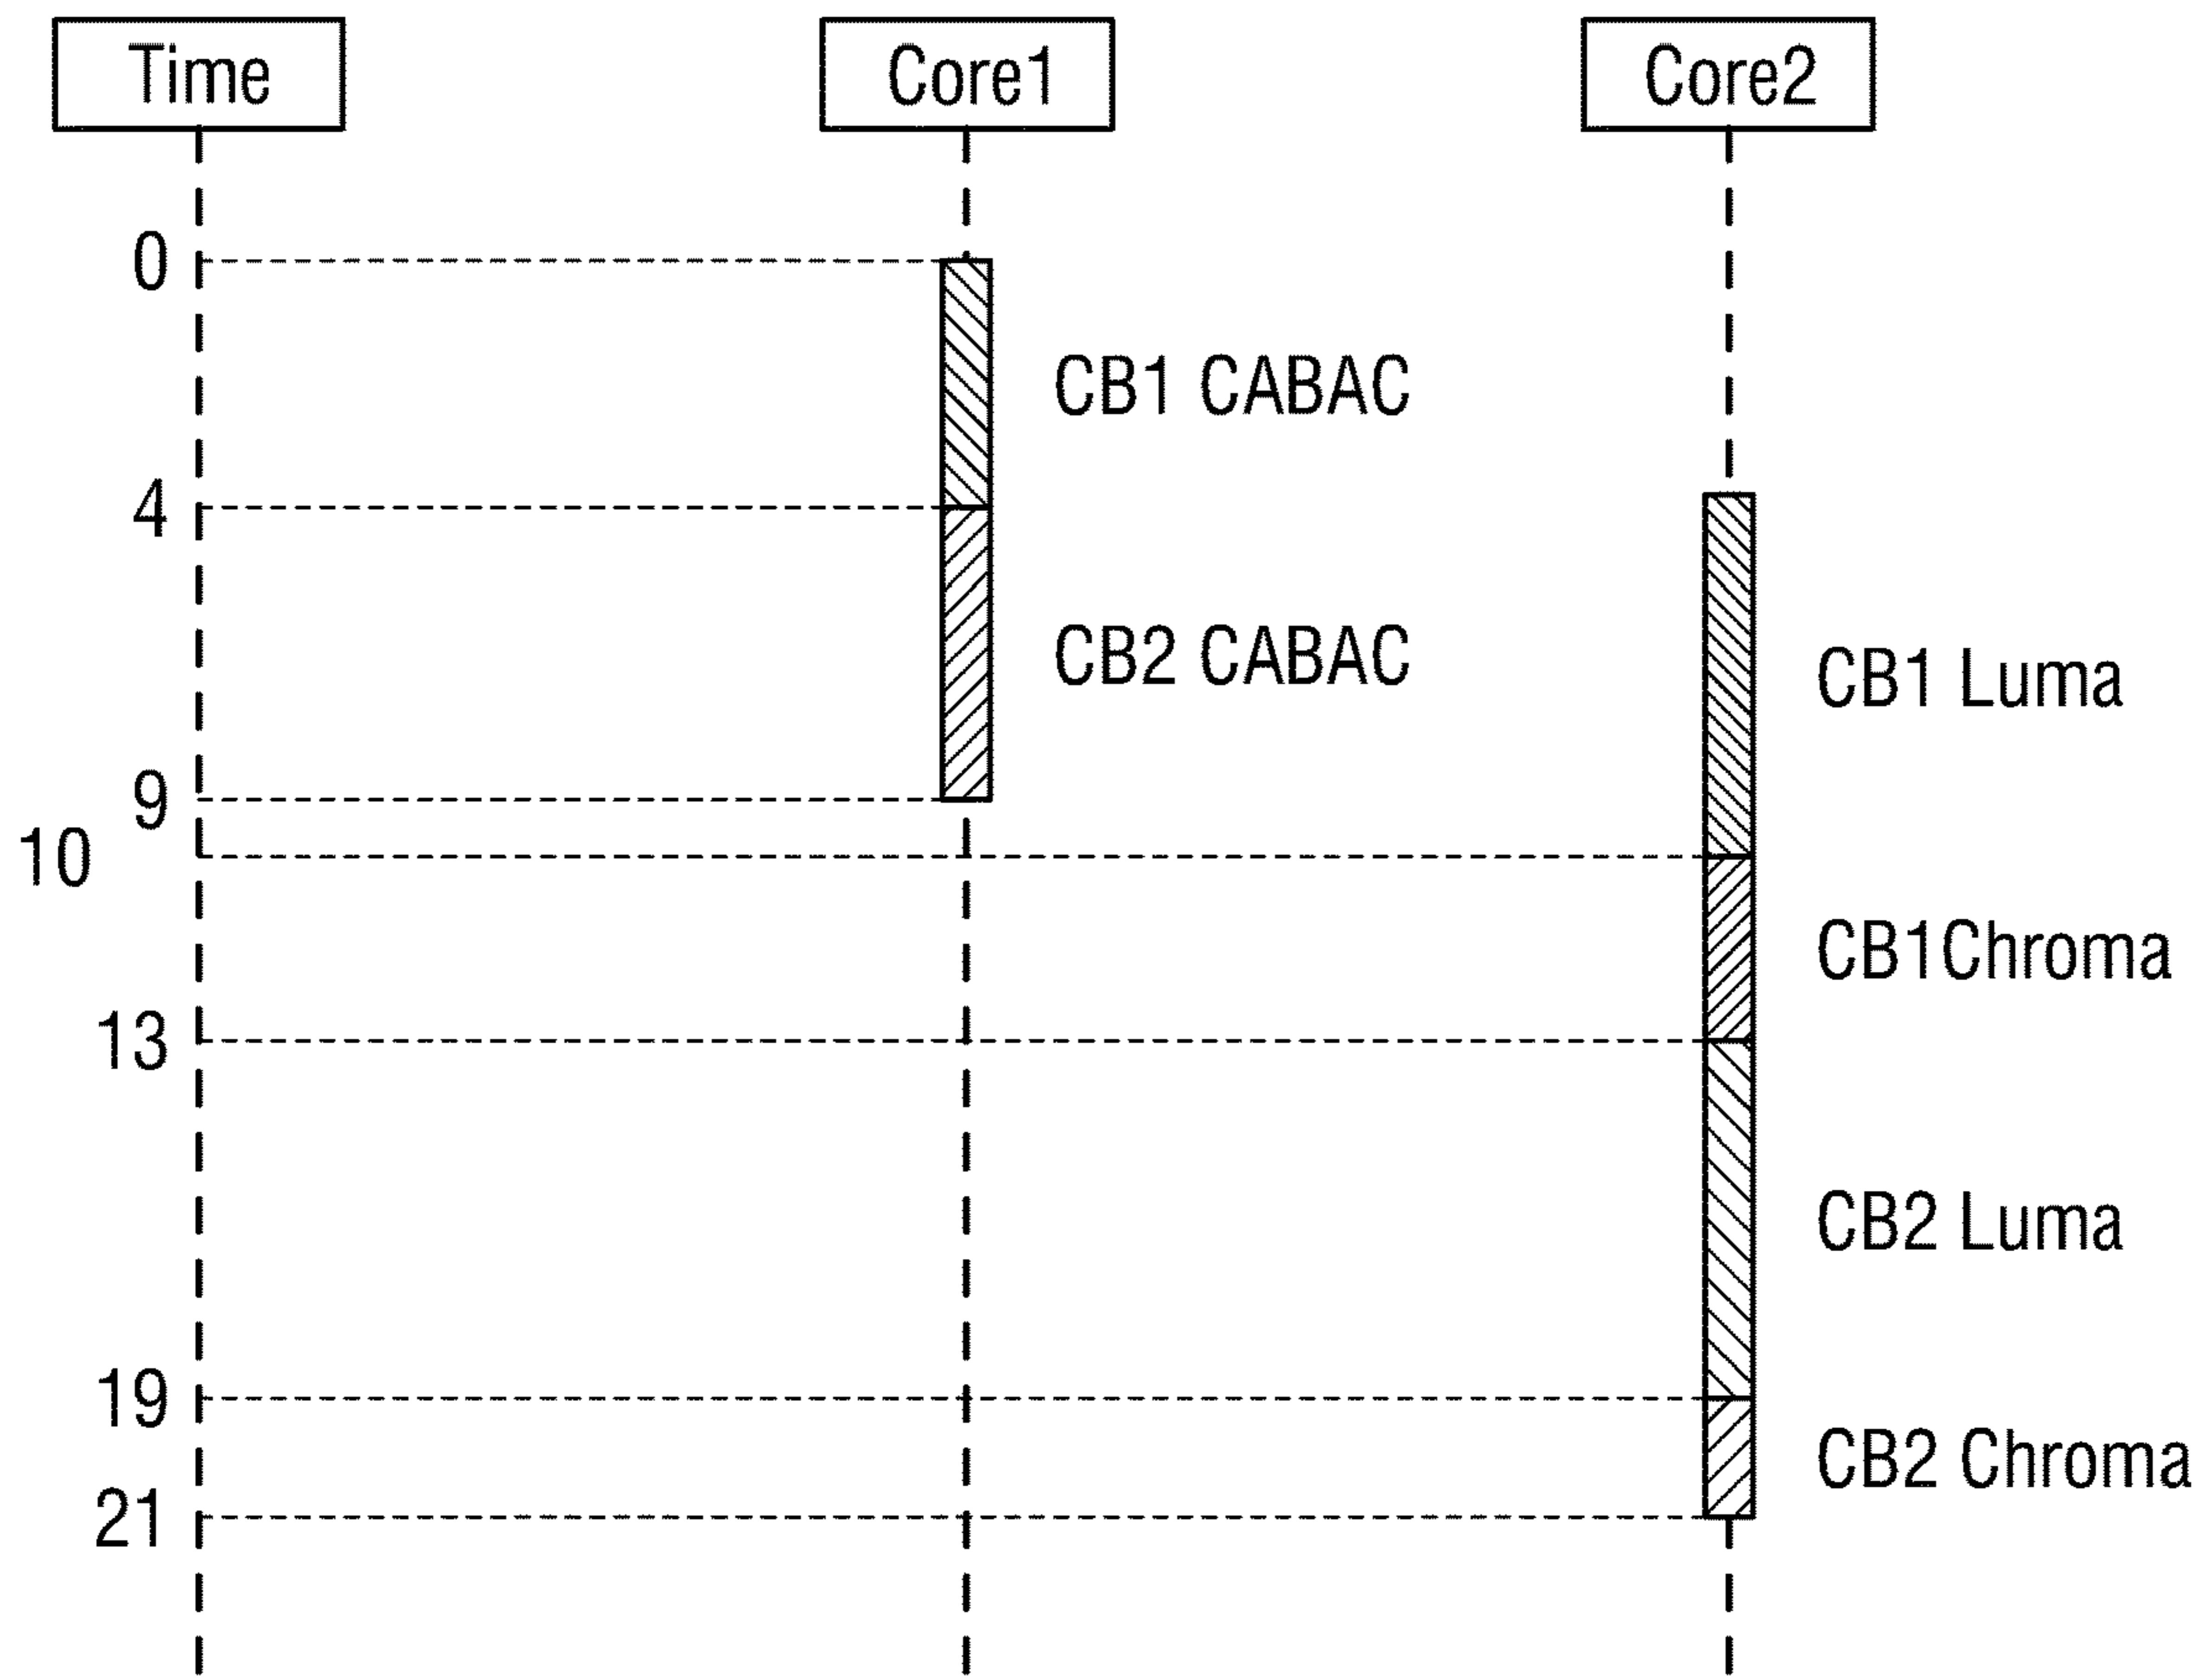 Time
Core1
Core2
0
CB1 CABAC
4
CB2 CABAC
CB1 Luma
9
10
CB1Chroma
13
CB2 Luma
19
CB2 Chroma
21